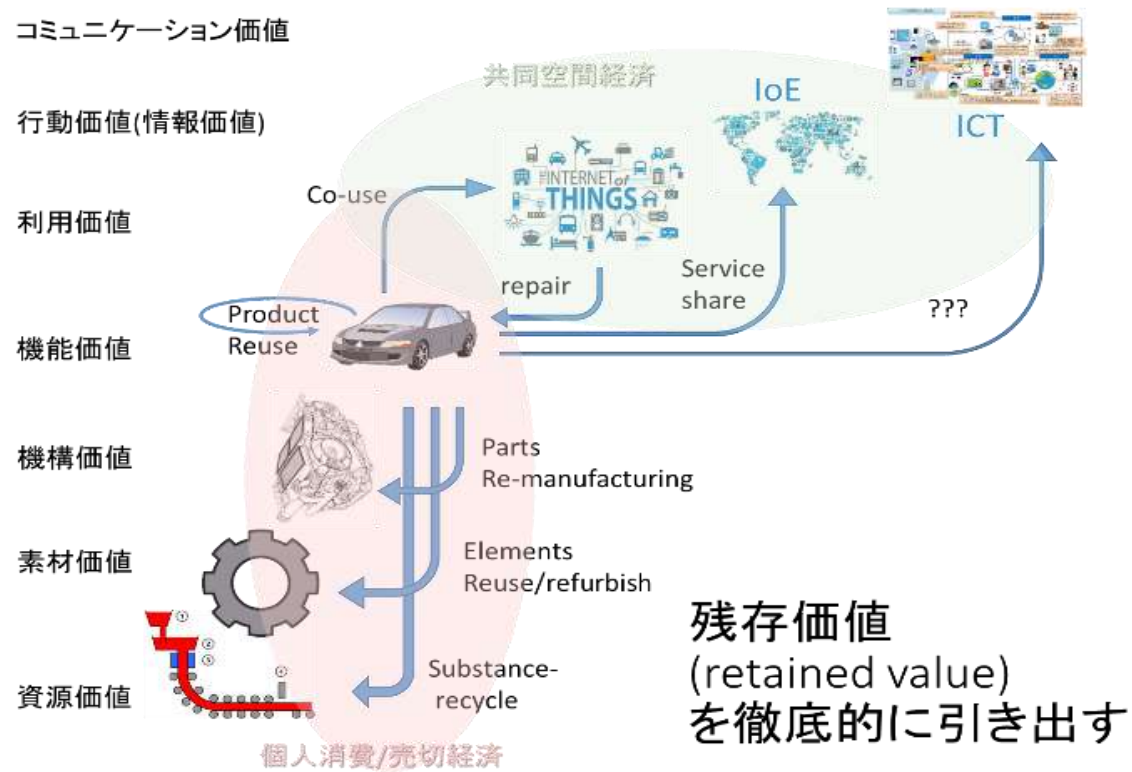 コミュニケーション価値
共同空間経済
IoE
行動価値(情報価値)
ICT
INTERNET of
THINGS
Co-use
利用価値
repair
Service
share
???
Product
Reuse
機能価値
機構価値
Parts
Re-manufacturing
素材価値
Elements
Reuse/refurbish
残存価値
(retained value)
を徹底的に引き出す
資源価値
Substance-
recycle
個人消費/売切経済